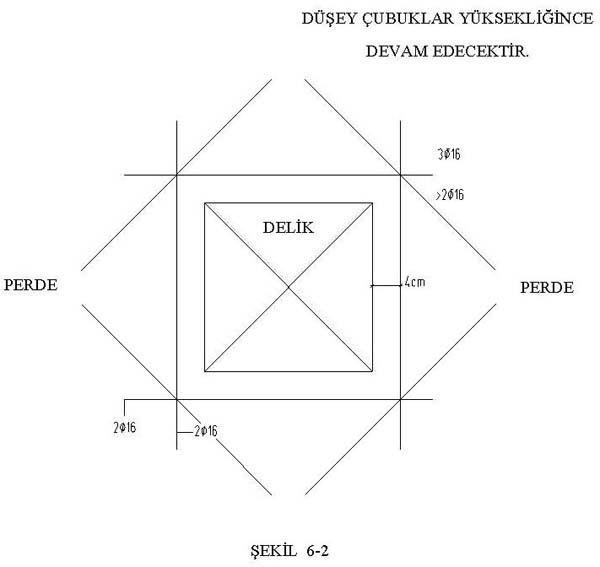 DÜŞEY ÇUBUKLAR YÜKSEKLİĞİNCE
DEVAM EDECEKTİR.
3Ø16
>2Ø16
DELİK
PERDE
4cm
PERDE
2Ø16
2Ø16
ŞEKİL 6-2